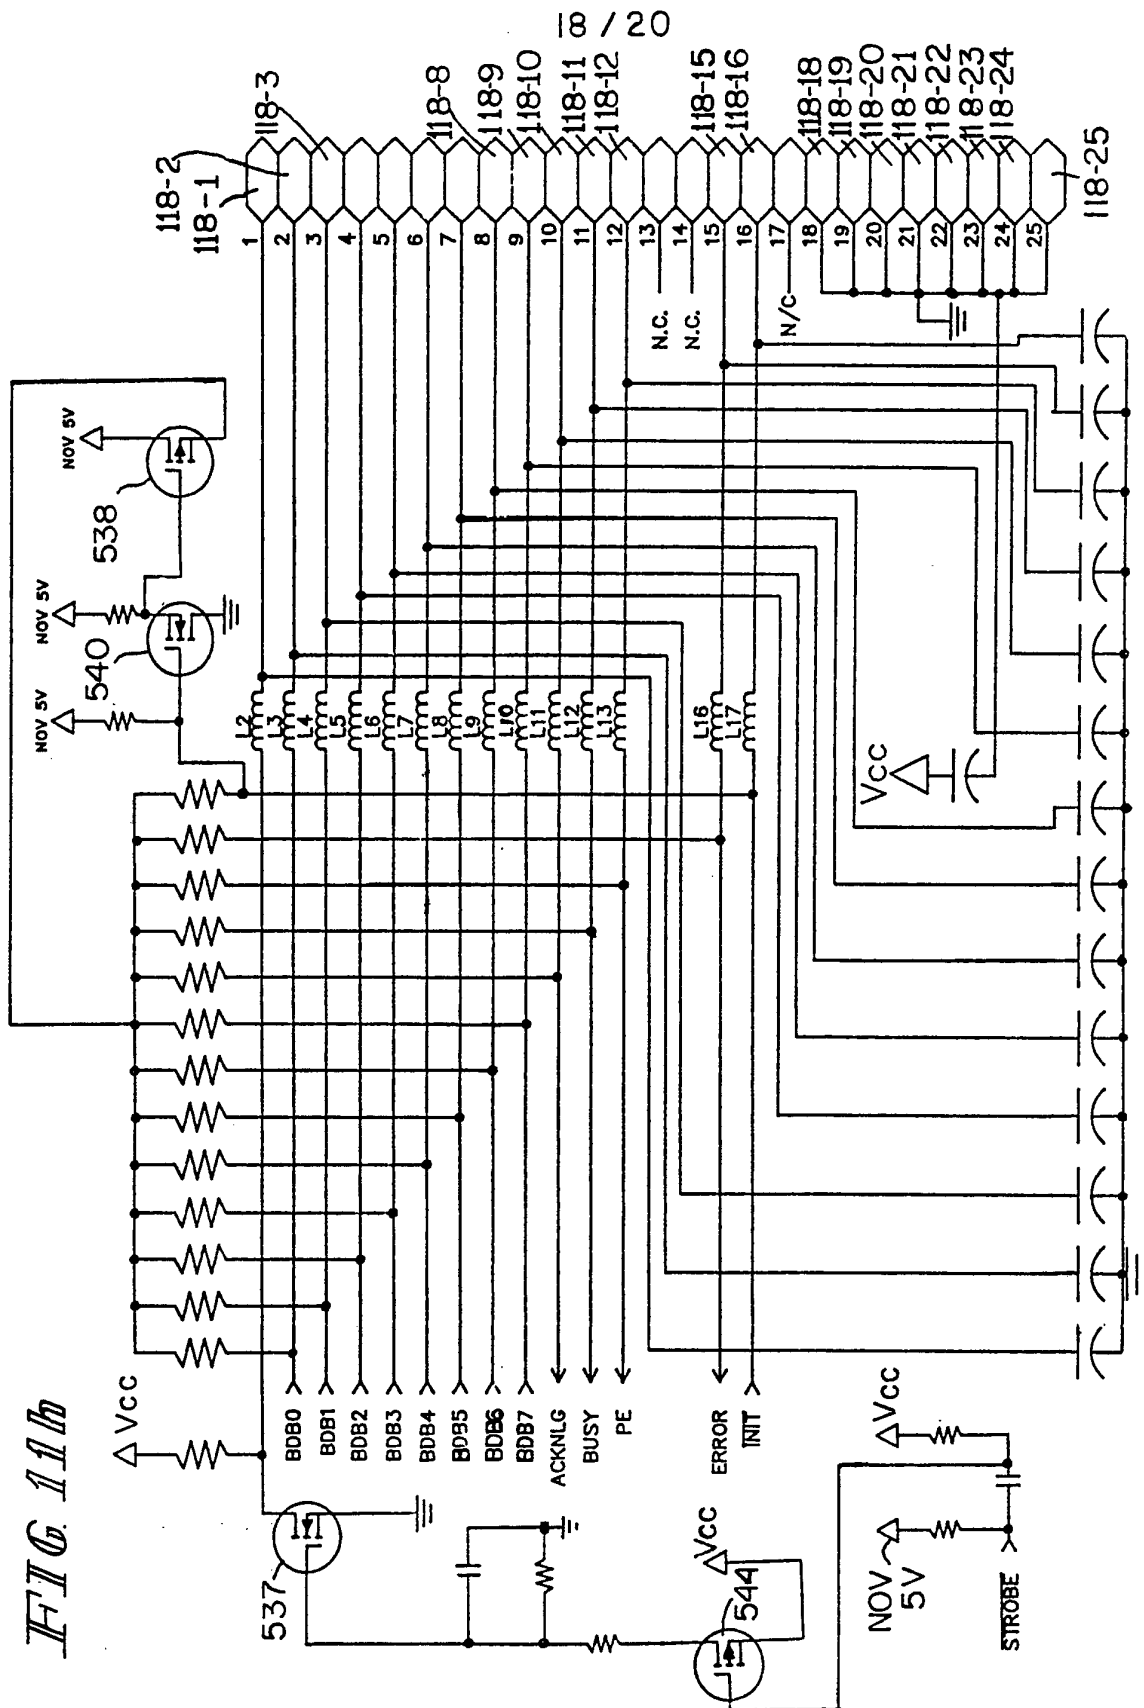 18/20
118-1
118-2
118-3
118-8
118-9
118-10
118-11
118-12
118-15
118-16
118-18
118-19
118-20
118-21
118-22
118-23
118-24
118-25
1
2
3
4
5
6
7
8
9
10
11
12
13
14
15
16
17
18
19
20
21
22
23
24
25
N.C.
N.C.
N/C
NOV 5V
538
NOV 5V
540
NOV 5V
L2
L3
L4
L5
L6
L7
L8
L9
L10
L11
L12
L13
L16
L17
VCC
VCC
BDB0
BDB1
BDB2
BDB3
BDB4
BDB5
BDB6
BDB7
ACKNLG
BUSY
PE
ERROR
INIT
537
VCC
544
VCC
NOV
5V
STROBE
FIG. 11h